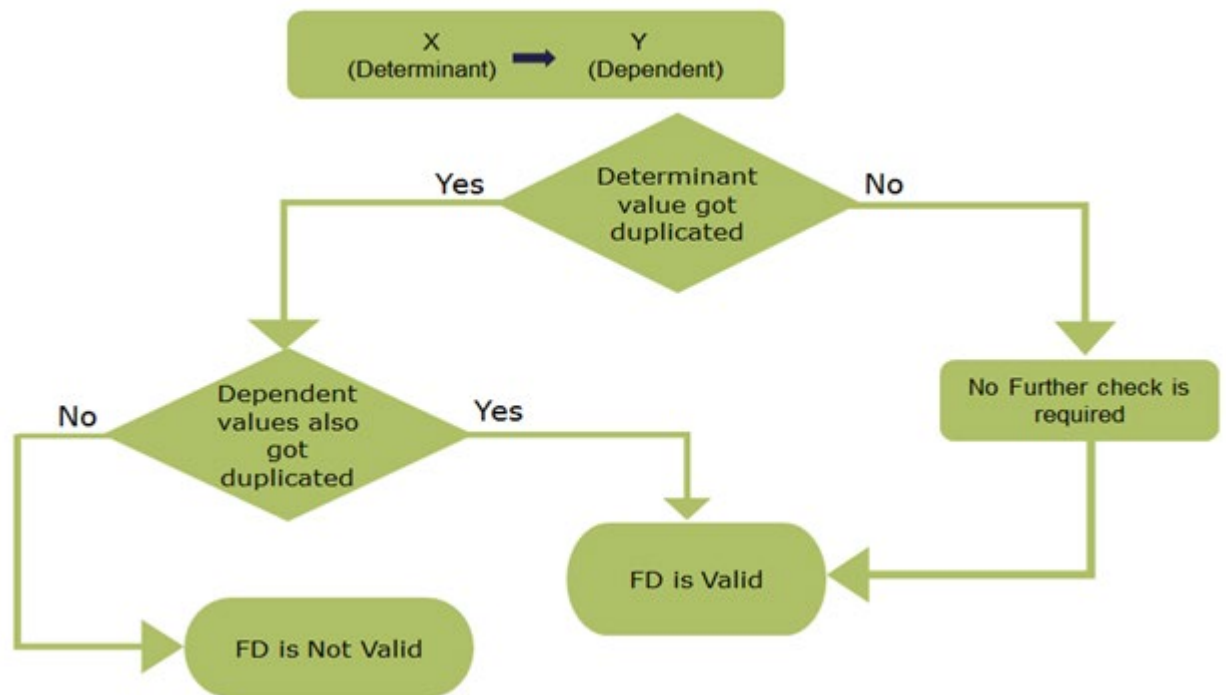 X Y
(Determinant) (Dependent)
Yes
Determinant
value got
duplicated
No
No
Dependent
values also
got
duplicated
Yes
No Further check is
required
FD is Valid
FD is Not Valid